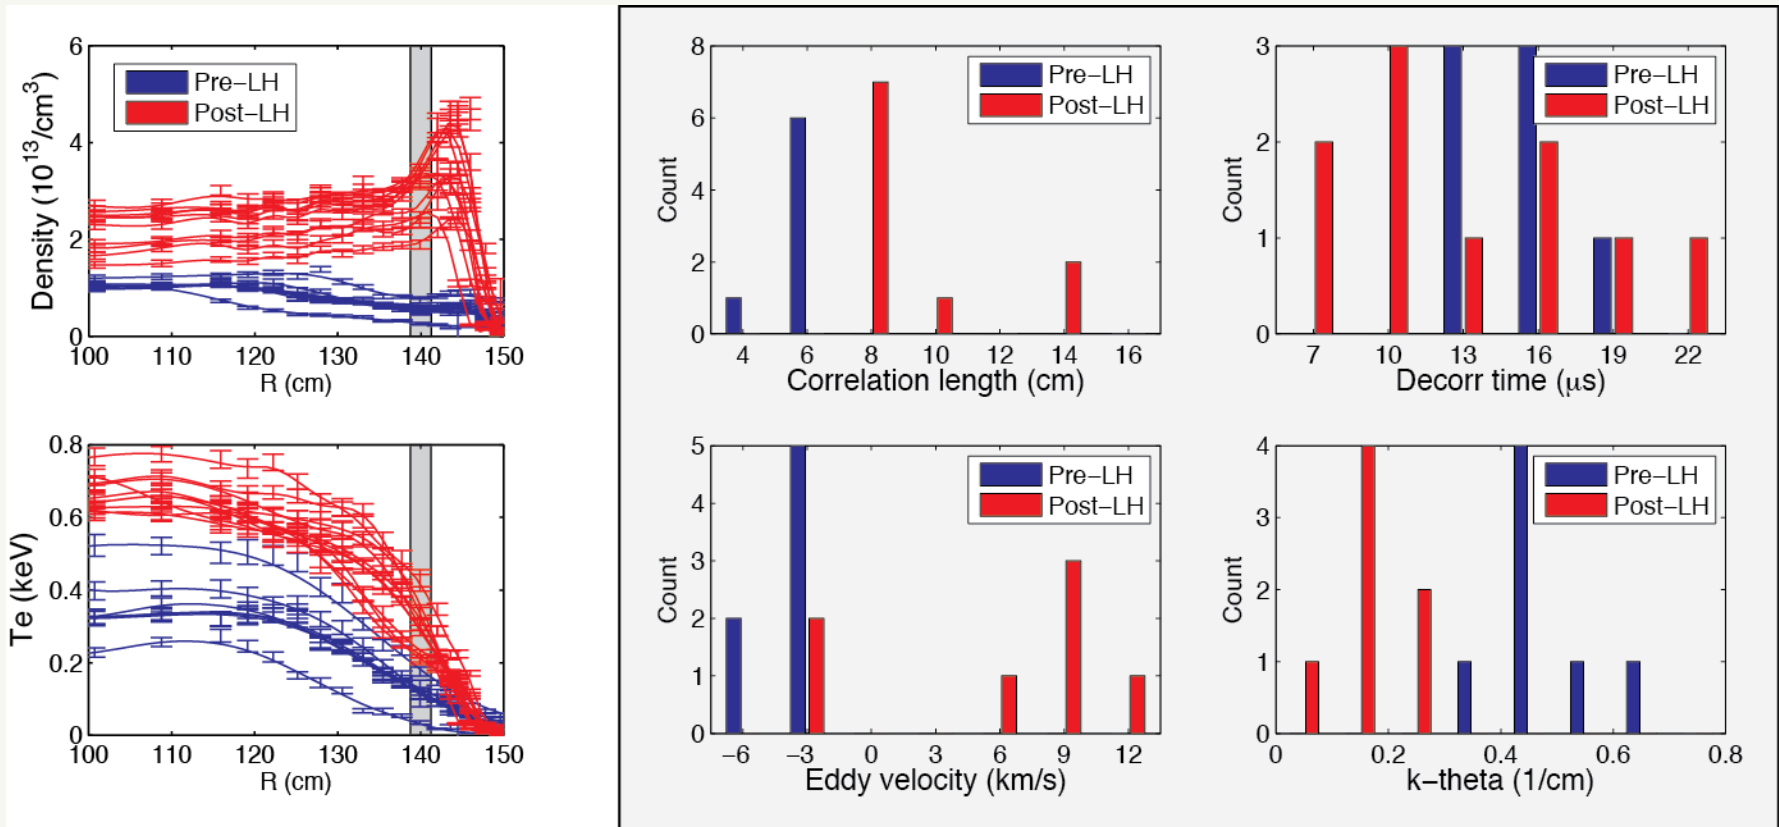 6
4
2
0
Density (10^13/cm3)
Pre-LH
Post-LH
100 110 120 130 140 150
R (cm)
0.8
0.6
0.4
0.2
0
Te (keV)
100 110 120 130 140 150
R (cm)
8
6
4
2
0
Count
Pre-LH
Post-LH
4 6 8 10 12 14 16
Correlation length (cm)
3
2
1
0
Count
Pre-LH
Post-LH
7 10 13 16 19 22
Decorr time (μs)
5
4
3
2
1
0
Count
Pre-LH
Post-LH
-6 -3 0 3 6 9 12
Eddy velocity (km/s)
4
3
2
1
0
Count
Pre-LH
Post-LH
0 0.2 0.4 0.6 0.8
k-theta (1/cm)